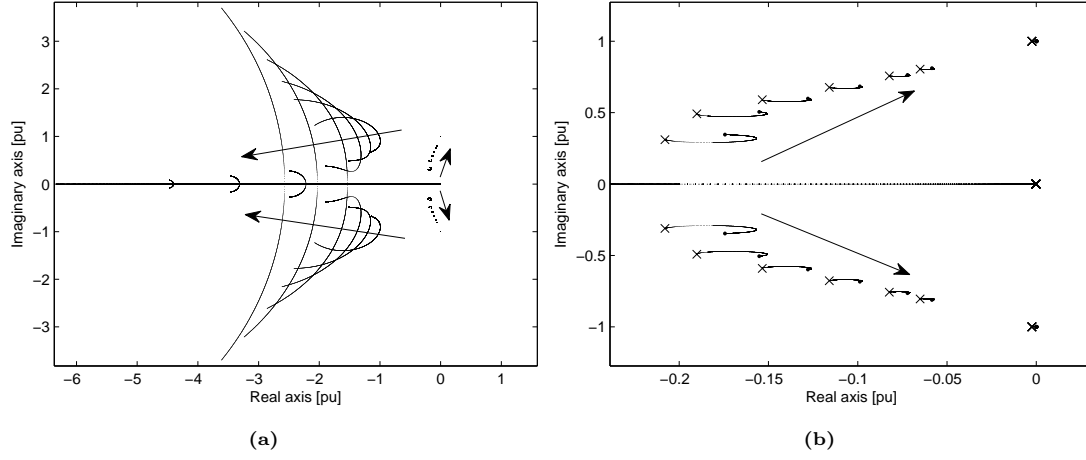 3
2
1
0
−1
−2
−3
Imaginary axis [pu]
−6 −5 −4 −3 −2 −1 0 1
Real axis [pu]
(a)
1
0.5
0
−0.5
−1
Imaginary axis [pu]
−0.2 −0.15 −0.1 −0.05 0
Real axis [pu]
(b)